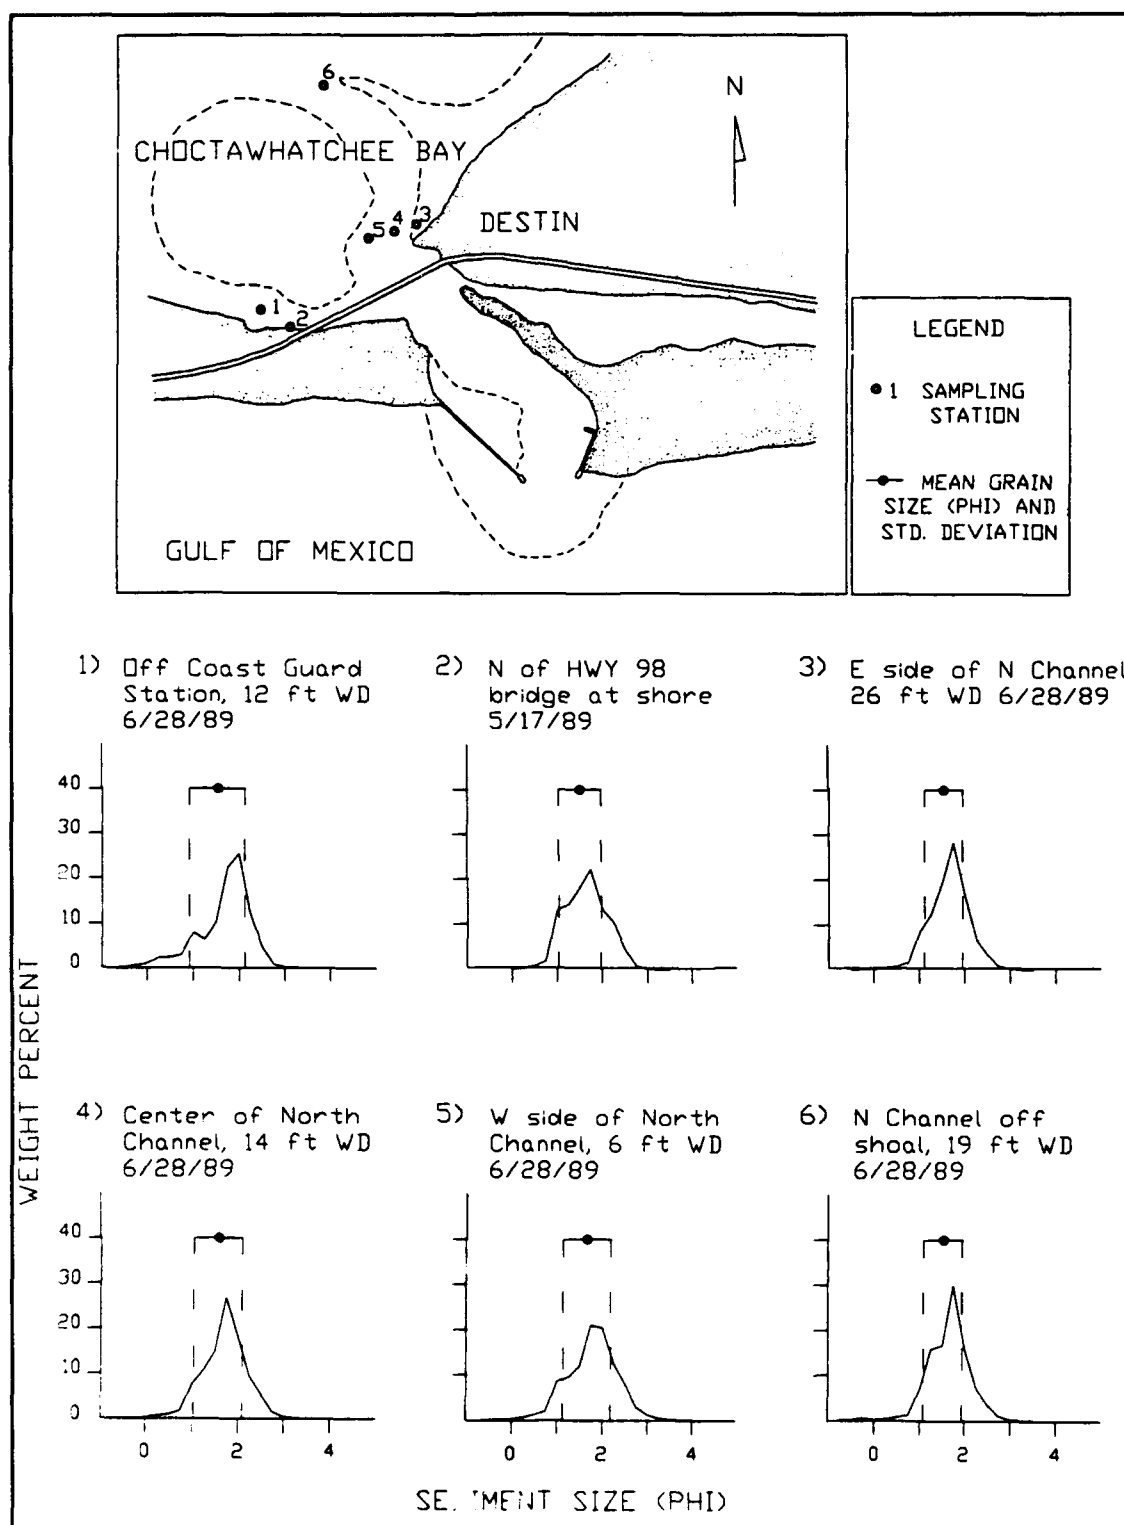 6
N
CHOCTAWHATCHEE BAY
3
4
5
DESTIN
1
2
GULF OF MEXICO
LEGEND
1 SAMPLING
STATION
MEAN GRAIN
SIZE (PHI) AND
STD. DEVIATION
1) Off Coast Guard
Station, 12 ft WD
6/28/89
2) N of HWY 98
bridge at shore
5/17/89
3) E side of N Channel
26 ft WD 6/28/89
40
30
20
10
0
WEIGHT PERCENT
4) Center of North
Channel, 14 ft WD
6/28/89
5) W side of North
Channel, 6 ft WD
6/28/89
6) N Channel off
shoal, 19 ft WD
6/28/89
40
30
20
10
0
0 2 4
0 2 4
0 2 4
SIZE (PHI)